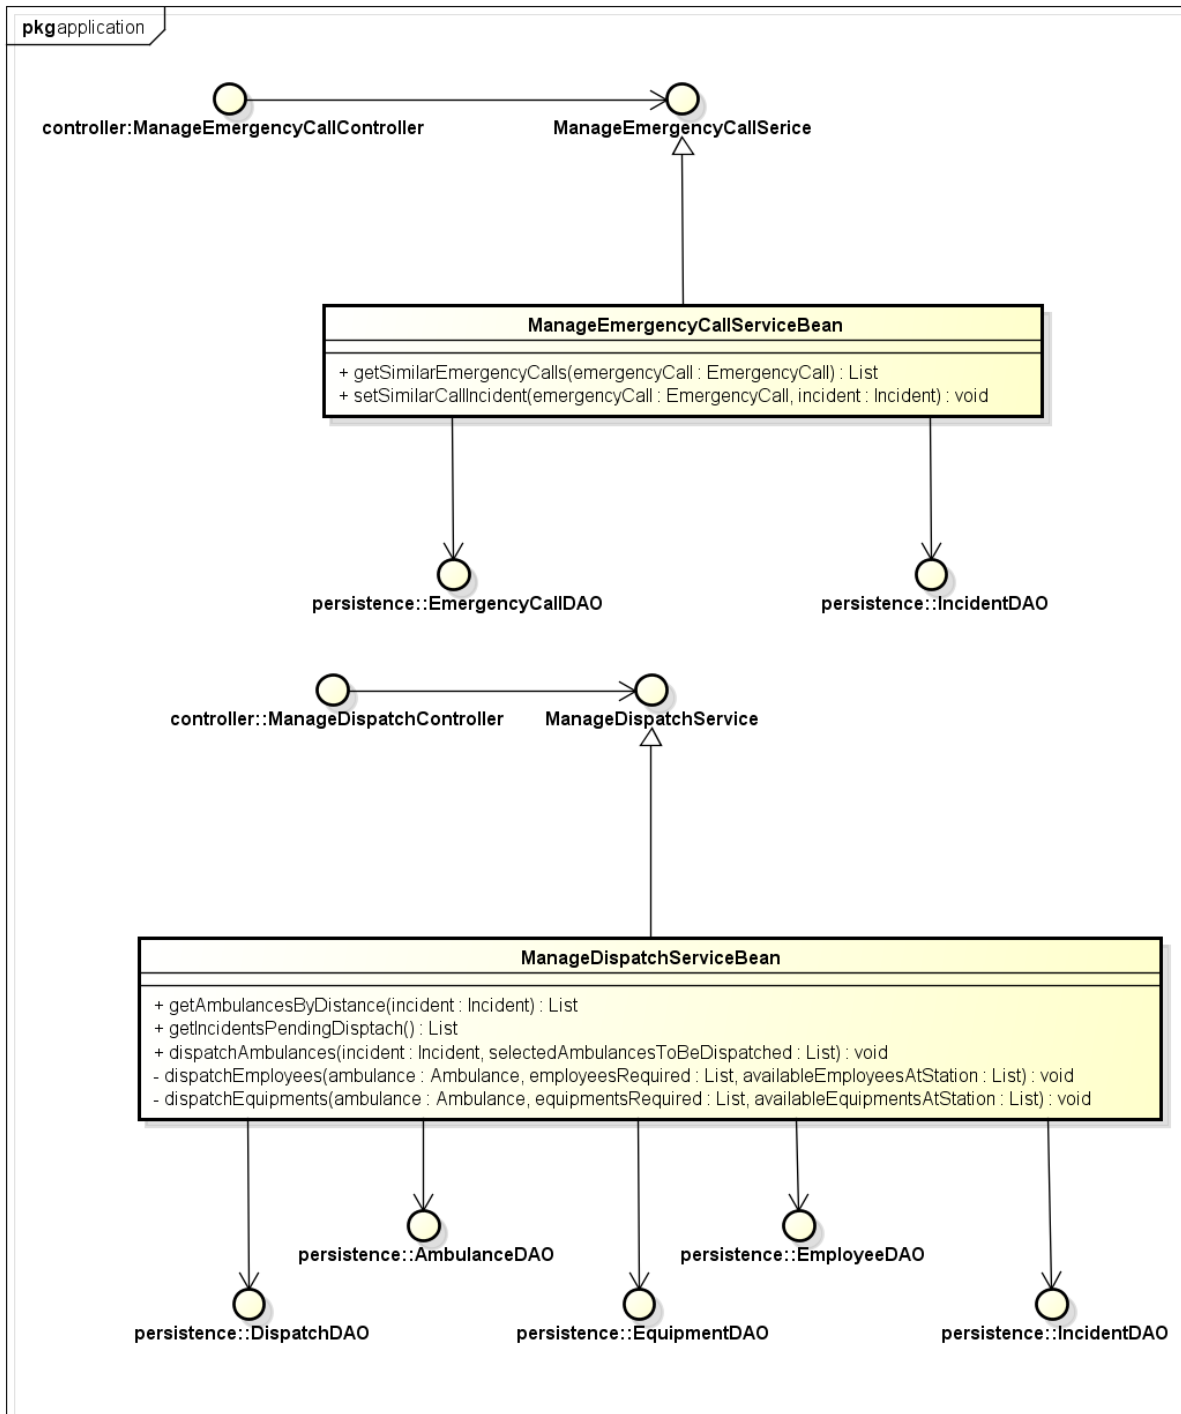 pkg application
controller:ManageEmergencyCallController
ManageEmergencyCallSerice
ManageEmergencyCallServiceBean
+ getSimilarEmergencyCalls(emergencyCall : EmergencyCall) : List
+ setSimilarCallIncident(emergencyCall : EmergencyCall, incident : Incident) : void
persistence::EmergencyCallDAO
persistence::IncidentDAO
controller::ManageDispatchController
ManageDispatchService
ManageDispatchServiceBean
+ getAmbulancesByDistance(incident : Incident) : List
+ getIncidentsPendingDisptach() : List
+ dispatchAmbulances(incident : Incident, selectedAmbulancesToBeDispatched : List) : void
- dispatchEmployees(ambulance : Ambulance, employeesRequired : List, availableEmployeesAtStation : List) : void
- dispatchEquipments(ambulance : Ambulance, equipmentsRequired : List, availableEquipmentsAtStation : List) : void
persistence::AmbulanceDAO
persistence::EmployeeDAO
persistence::DispatchDAO
persistence::EquipmentDAO
persistence::IncidentDAO